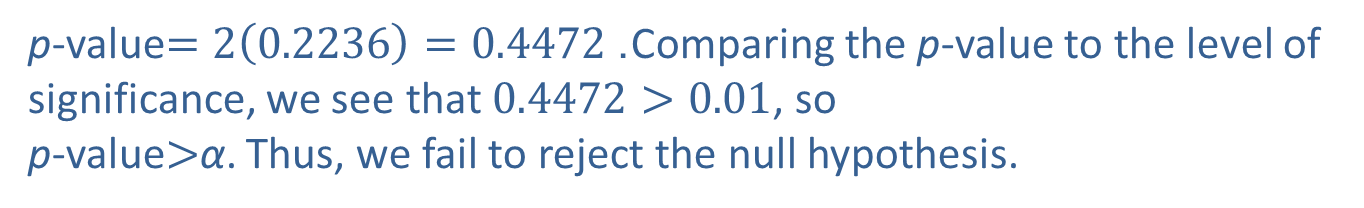 p-value= 2(0.2236) = 0.4472 .Comparing the p-value to the level of
significance, we see that 0.4472 > 0.01, so
p-value>α. Thus, we fail to reject the null hypothesis.